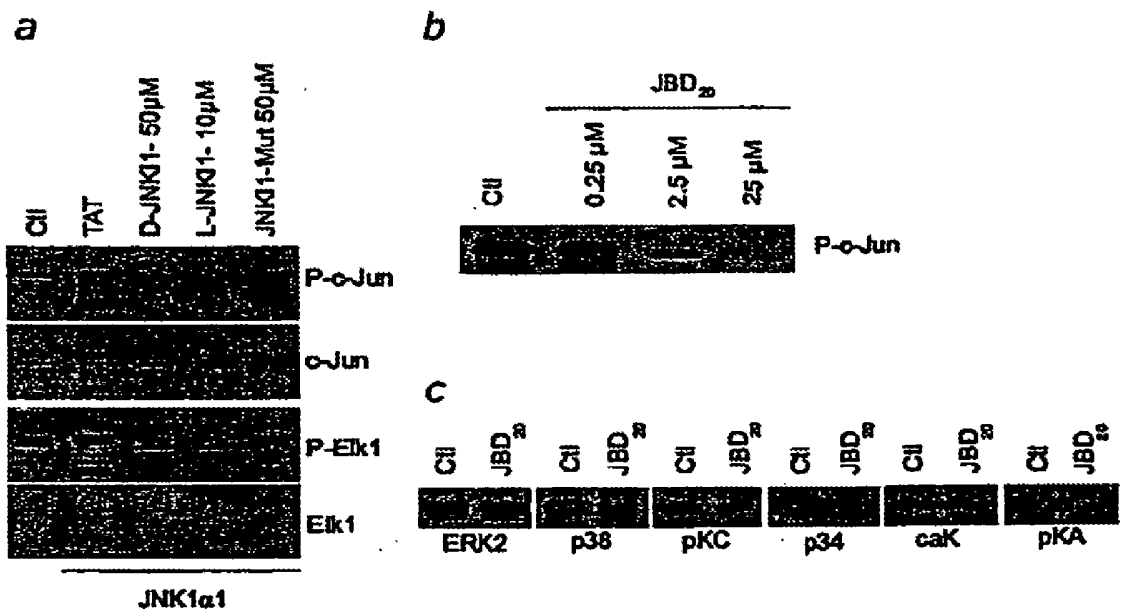 a
Ctl
TAT
D-JNKI1- 50µM
L-JNKI1- 10µM
JNKI1-Mut 50µM
P-c-Jun
c-Jun
P-Elk1
Elk1
JNK1α1
b
JBD20
Ctl
0.25 µM
2.5 µM
25 µM
P-c-Jun
c
Ctl JBD20 Ctl JBD20 Ctl JBD20 Ctl JBD20 Ctl JBD20 Ctl JBD20
ERK2 p38 pKC p34 caK pKA